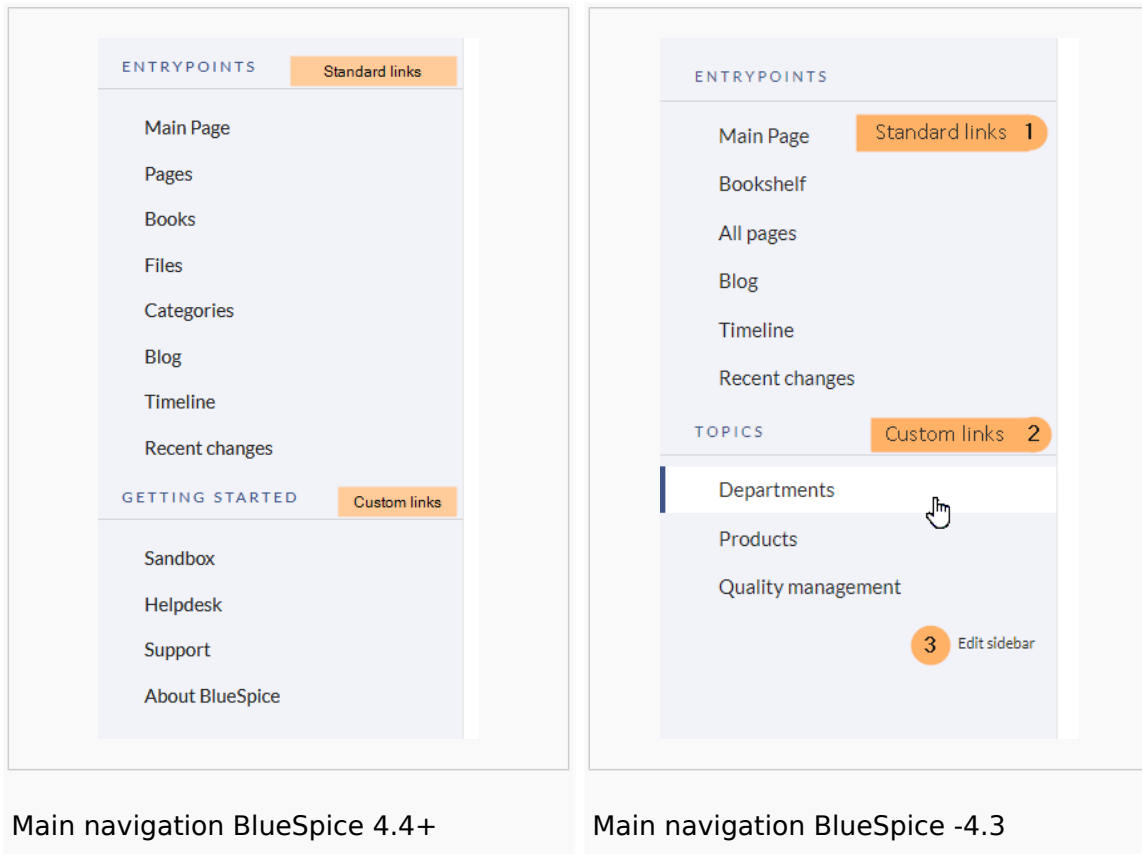 ENTRYPOINTS Standard links
Main Page
Pages
Books
Files
Categories
Blog
Timeline
Recent changes
GETTING STARTED Custom links
Sandbox
Helpdesk
Support
About BlueSpice
Main navigation BlueSpice 4.4+
ENTRYPOINTS
Main Page Standard links 1
Bookshelf
All pages
Blog
Timeline
Recent changes
TOPICS Custom links 2
Departments
Products
Quality management
3 Edit sidebar
Main navigation BlueSpice -4.3